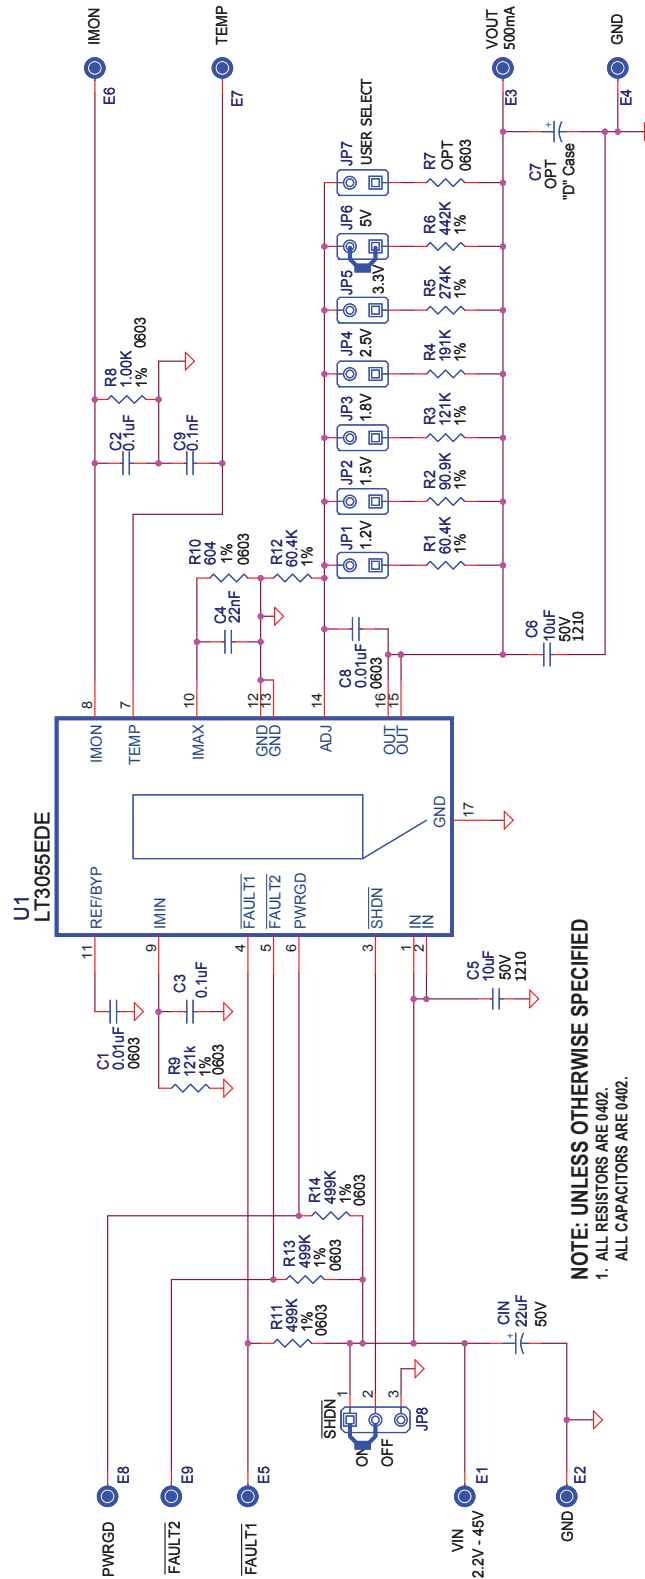 PWRGD
E8
FAULT2
E9
FAULT1
E5
VIN
2.2V - 45V
E1
GND
E2
SHDN
ON
OFF
1
2
3
JP8
R11
499K
1%
0603
R13
499K
1%
0603
R14
499K
1%
0603
CIN
22uF
50V
C1
0.01uF
0603
R9
121k
1%
0603
C3
0.1uF
C5
10uF
50V
1210
U1
LT3055EDE
11
REF/BYP
9
IMIN
4
FAULT1
5
FAULT2
6
PWRGD
3
SHDN
1
IN
2
IN
8
IMON
7
TEMP
10
IMAX
12
GND
13
GND
14
ADJ
16
OUT
15
OUT
17
GND
C2
0.1uF
R8
1.00K
1%
0603
C9
0.1nF
C4
22nF
R10
604
1%
0603
R12
60.4K
1%
C8
0.01uF
0603
JP1
1.2V
R1
60.4K
1%
JP2
1.5V
R2
90.9K
1%
JP3
1.8V
R3
121K
1%
JP4
2.5V
R4
191K
1%
JP5
3.3V
R5
274K
1%
JP6
5V
R6
442K
1%
JP7
USER SELECT
R7
OPT
0603
C6
10uF
50V
1210
C7
OPT
"D" Case
IMON
E6
TEMP
E7
VOUT
500mA
E3
GND
E4
NOTE: UNLESS OTHERWISE SPECIFIED
1. ALL RESISTORS ARE 0402.
ALL CAPACITORS ARE 0402.